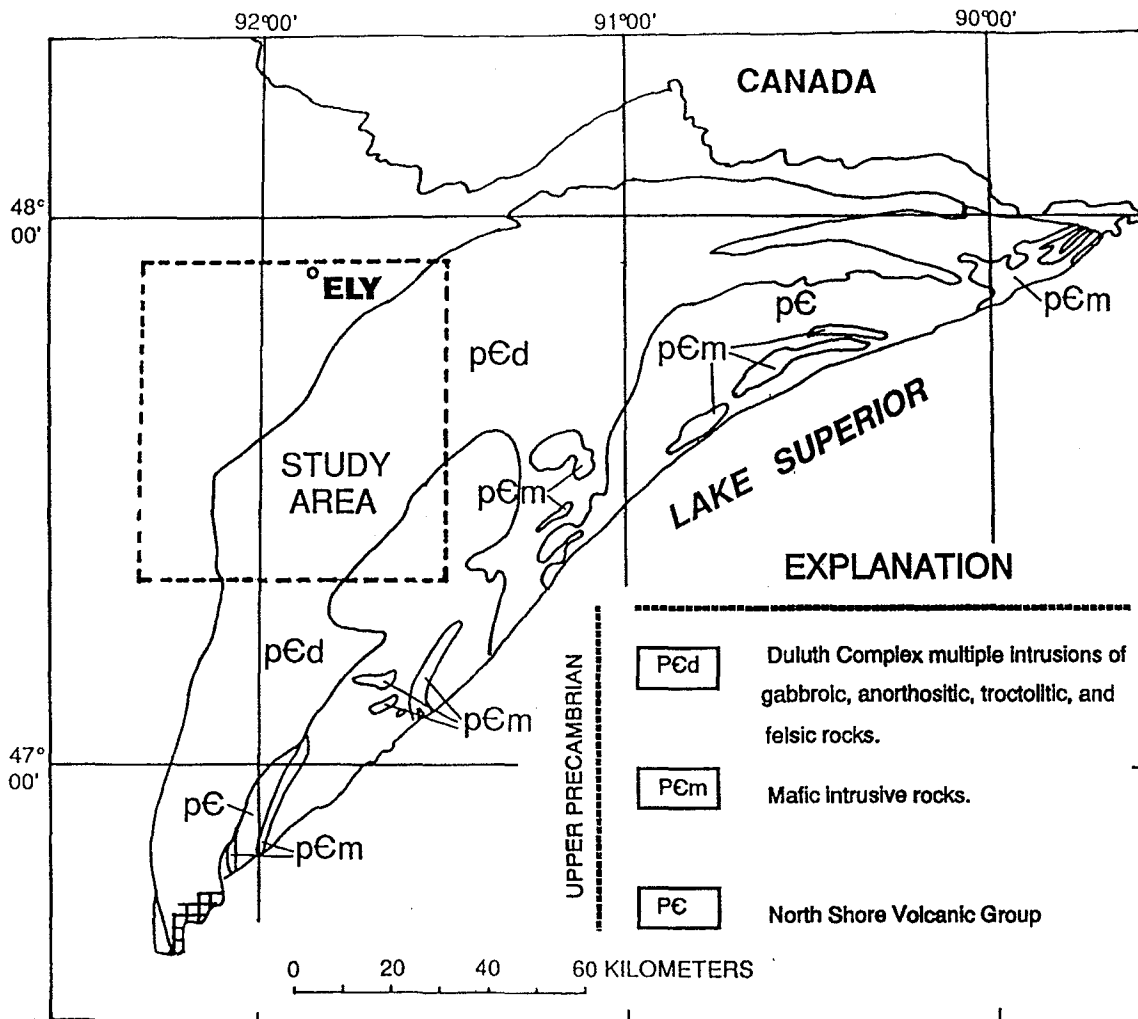 92°00'
91°00'
90°00'
CANADA
48°
00'
ELY
pЄ
pЄm
pЄm
pЄd
LAKE SUPERIOR
STUDY
AREA
pЄm
EXPLANATION
pЄd
PЄd
Duluth Complex multiple intrusions of
gabbroic, anorthositic, troctolitic, and
felsic rocks.
pЄm
47°
00'
UPPER PRECAMBRIAN
PЄm
Mafic intrusive rocks.
pЄ
pЄm
PЄ
North Shore Volcanic Group
0 20 40 60 KILOMETERS